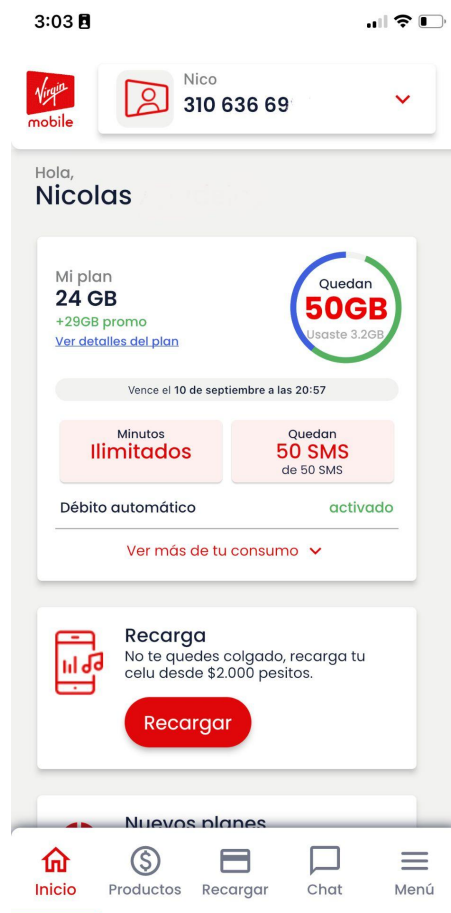 3:03
Virgin
mobile
Nico
310 636 69
Hola,
Nicolas
Mi plan
24 GB
+29GB promo
Ver detalles del plan
Quedan
50GB
Usaste 3.2GB
Vence el 10 de septiembre a las 20:57
Minutos
Ilimitados
Quedan
50 SMS
de 50 SMS
Débito automático
activado
Ver más de tu consumo
Recarga
No te quedes colgado, recarga tu
celu desde $2.000 pesitos.
Recargar
Nuevos planes
Inicio
Productos
Recargar
Chat
Menú